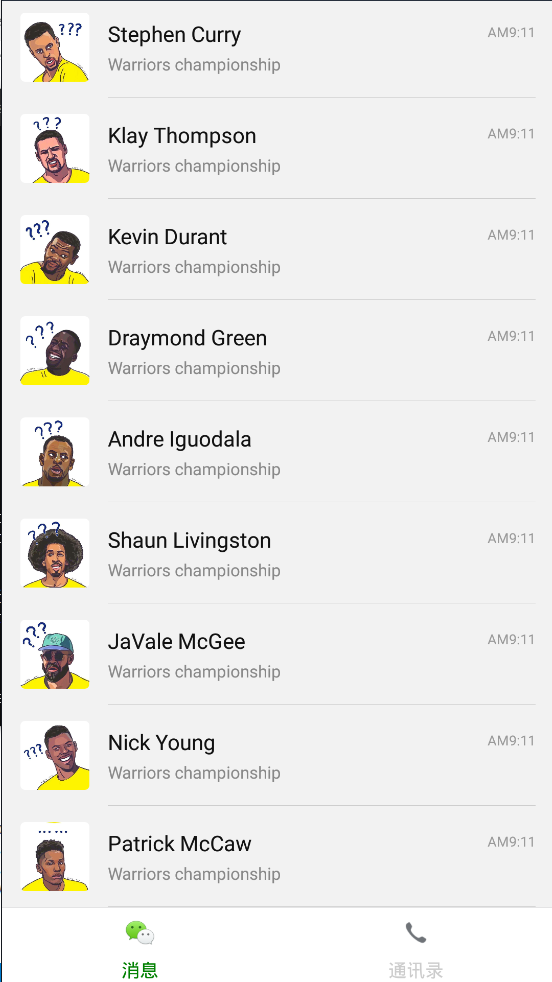 ???
Stephen Curry
AM9:11
Warriors championship
???
Klay Thompson
AM9:11
Warriors championship
???
Kevin Durant
AM9:11
Warriors championship
???
Draymond Green
AM9:11
Warriors championship
???
Andre Iguodala
AM9:11
Warriors championship
???
Shaun Livingston
AM9:11
Warriors championship
???
JaVale McGee
AM9:11
Warriors championship
???
Nick Young
AM9:11
Warriors championship
……
Patrick McCaw
AM9:11
Warriors championship
消息
通讯录